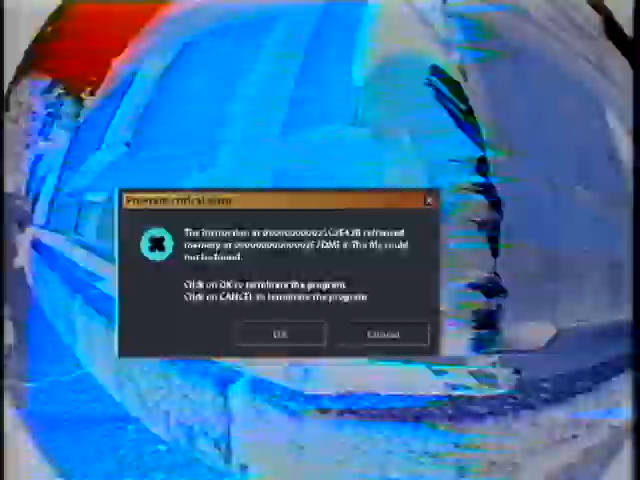 Program critical error
The instruction at referenced
memory at The file could
not be found.
Click on OK to terminate the program
Click on CANCEL to terminate the program
OK
Cancel